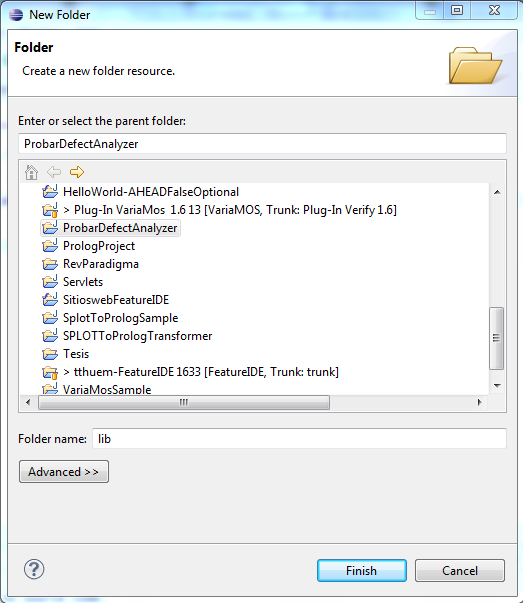 New Folder
Folder
Create a new folder resource.
Enter or select the parent folder:
ProbarDefectAnalyzer
HelloWorld-AHEADFalseOptional
> Plug-In VariaMos 1.6 13 [VariaMOS, Trunk: Plug-In Verify 1.6]
ProbarDefectAnalyzer
PrologProject
RevParadigma
Servlets
SitioswebFeatureIDE
SplotToPrologSample
SPLOTToPrologTransformer
Tesis
> tthuem-FeatureIDE 1633 [FeatureIDE, Trunk: trunk]
VariaMosSample
Folder name: lib
Advanced >>
? Finish Cancel